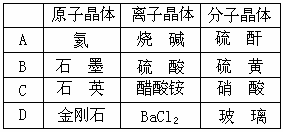 原子晶体 离子晶体 分子晶体
A 氦 烧碱 硫酐
B 石墨 硫酸 硫黄
C 石英 醋酸铵 硝酸
D 金刚石 BaCl₂ 玻璃